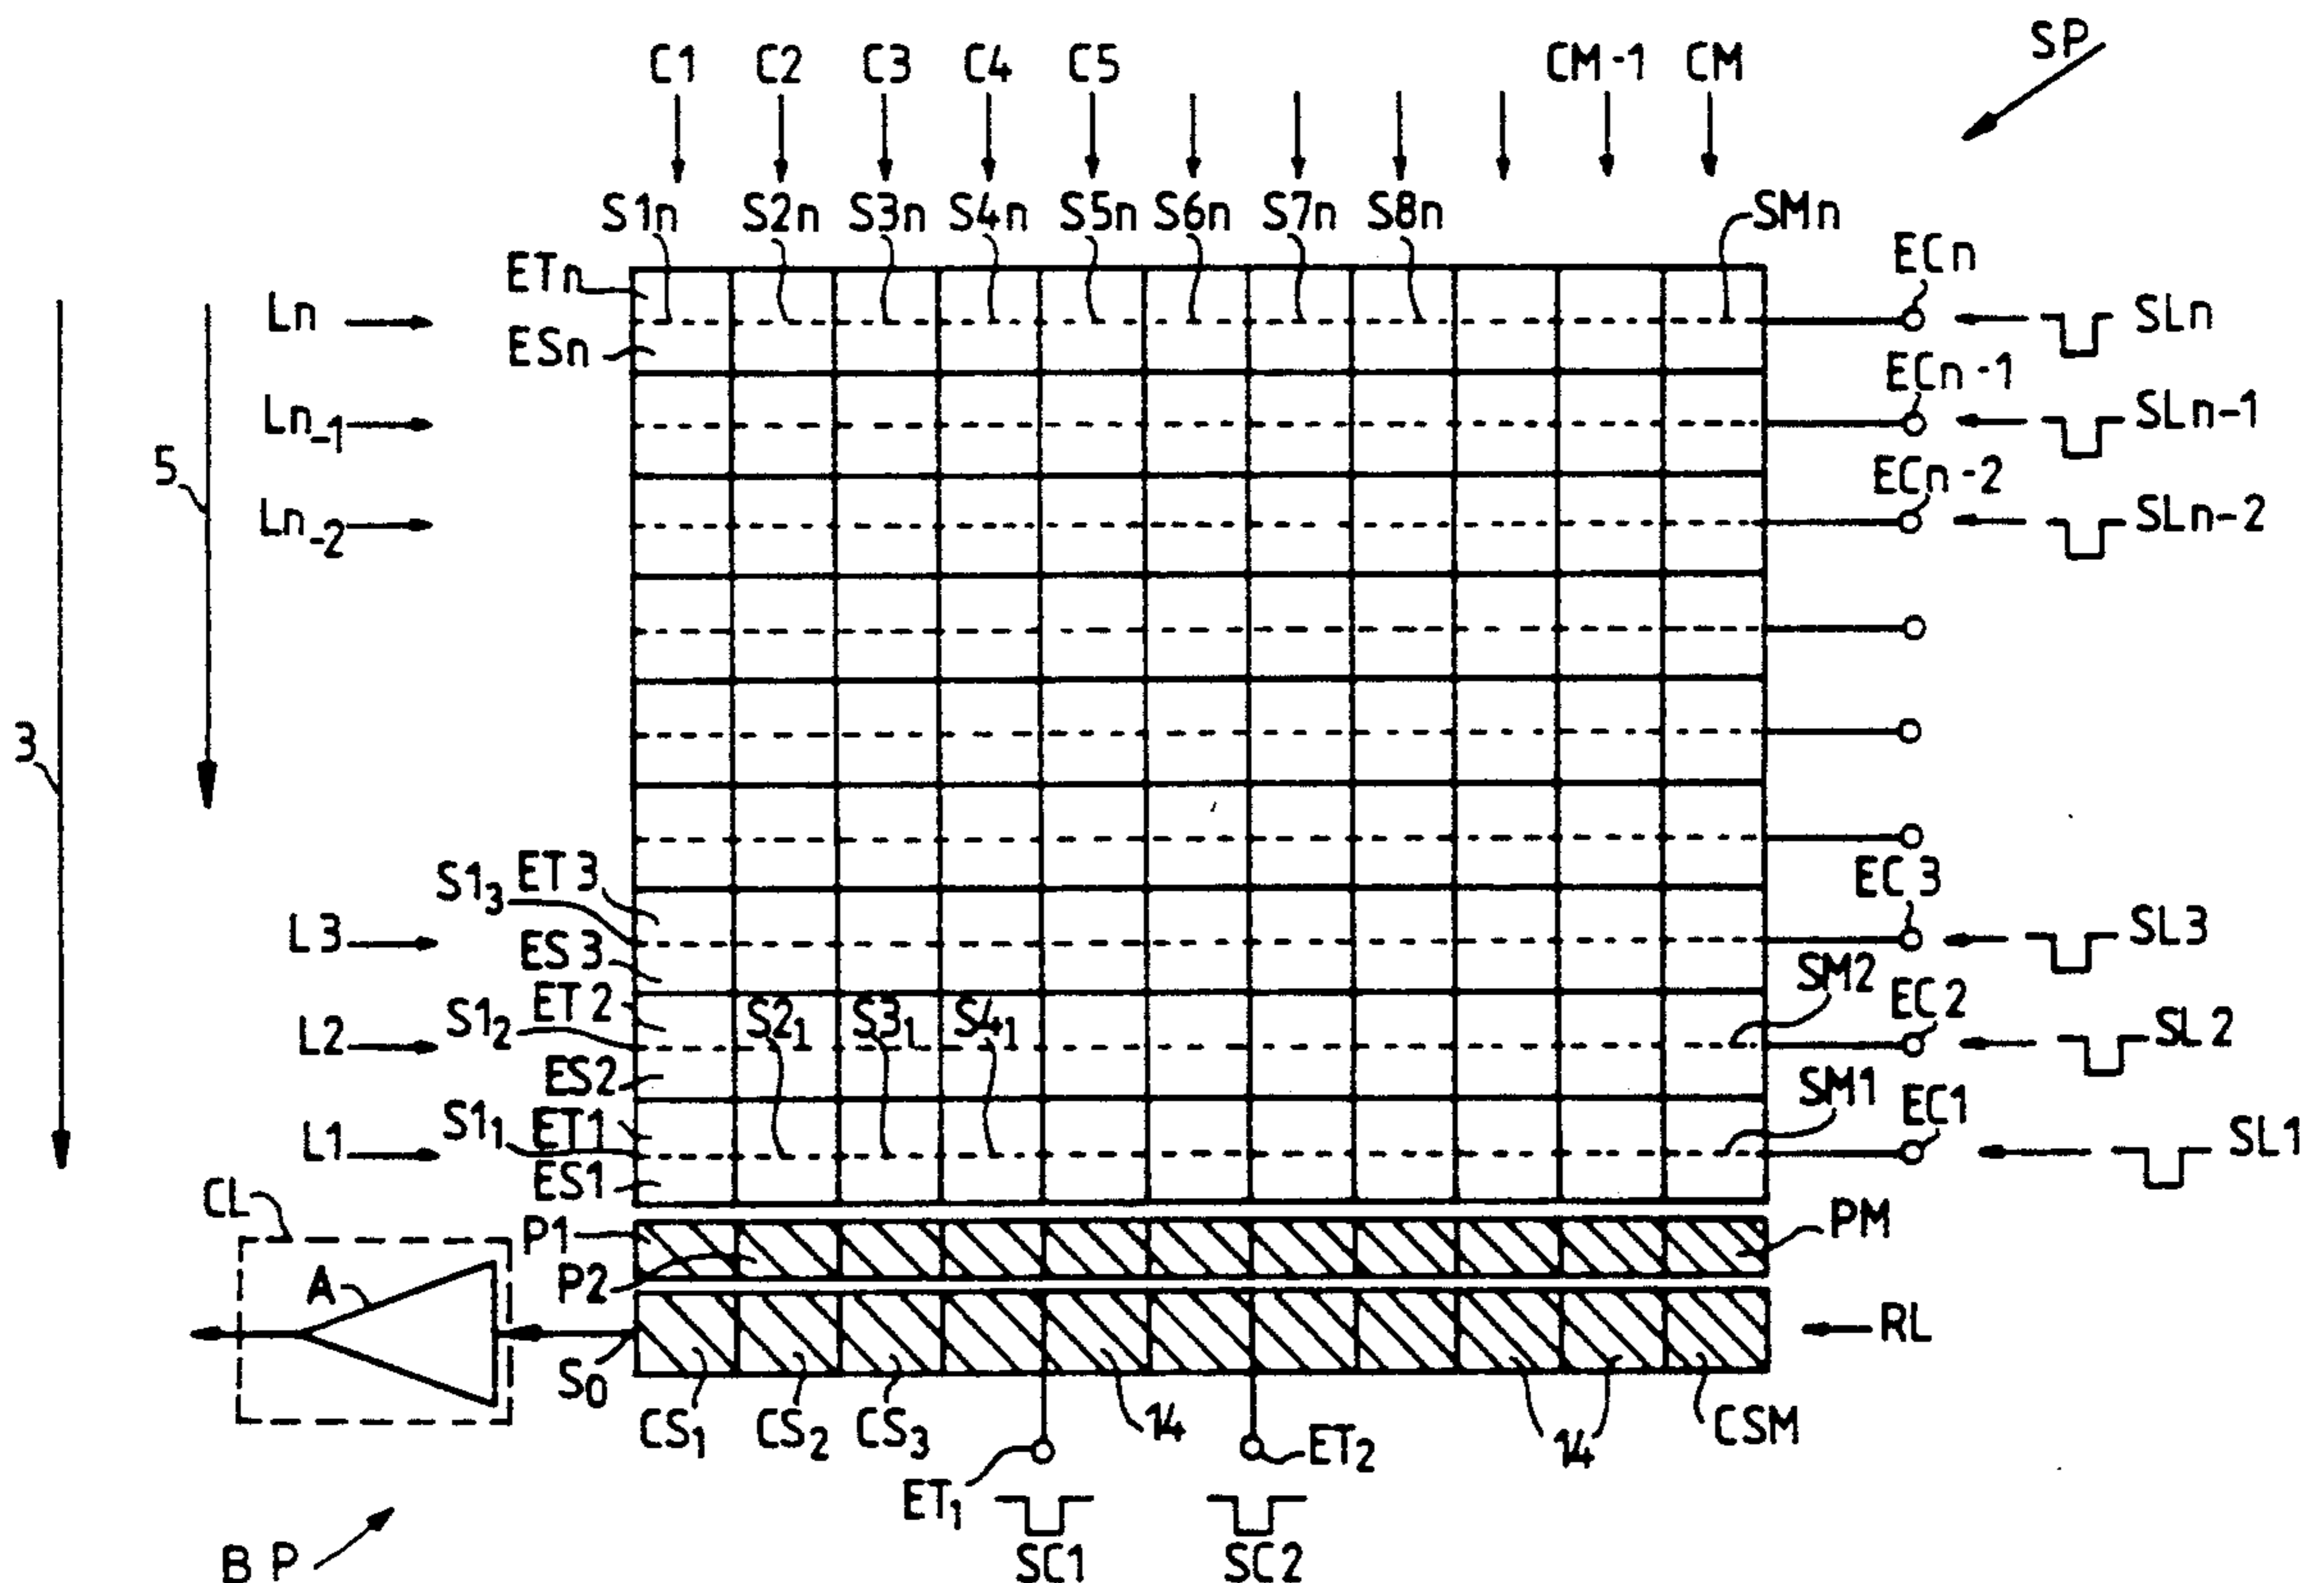 SP
C1 C2 C3 C4 C5 CM-1 CM
S1n S2n S3n S4n S5n S6n S7n S8n SMn
ETn ECn
Ln SLn
ESn
ECn-1
Ln-1 SLn-1
5 ECn-2
Ln-2 SLn-2
3
S13 ET3 EC3
L3 SL3
ES3 SM2
ET2 S21 S31 S41 EC2
L2 S12 SL2
ES2 SM1
S11 ET1 EC1
L1 SL1
ES1
CL
P1 PM
A P2
RL
S0
CS1 CS2 CS3 14 14 CSM
ET1 ET2
BP SC1 SC2